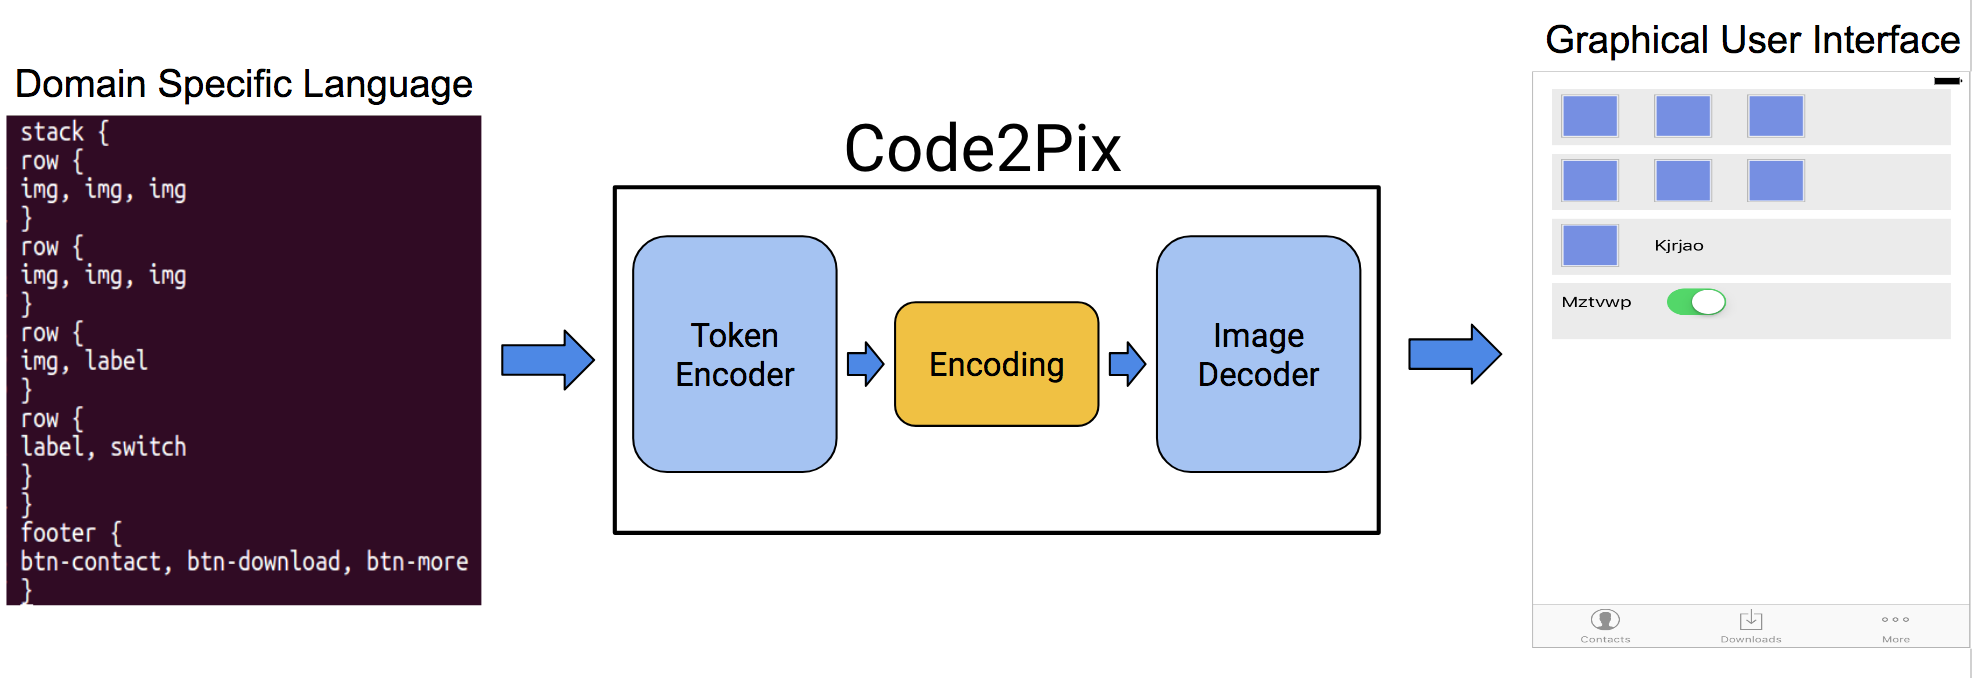 Domain Specific Language
stack {
row {
img, img, img
}
row {
img, img, img
}
row {
img, label
}
row {
label, switch
}
}
footer {
btn-contact, btn-download, btn-more
}
Code2Pix
Token
Encoder
Encoding
Image
Decoder
Graphical User Interface
Kjrjao
Mztvwp
Contacts
Downloads
More